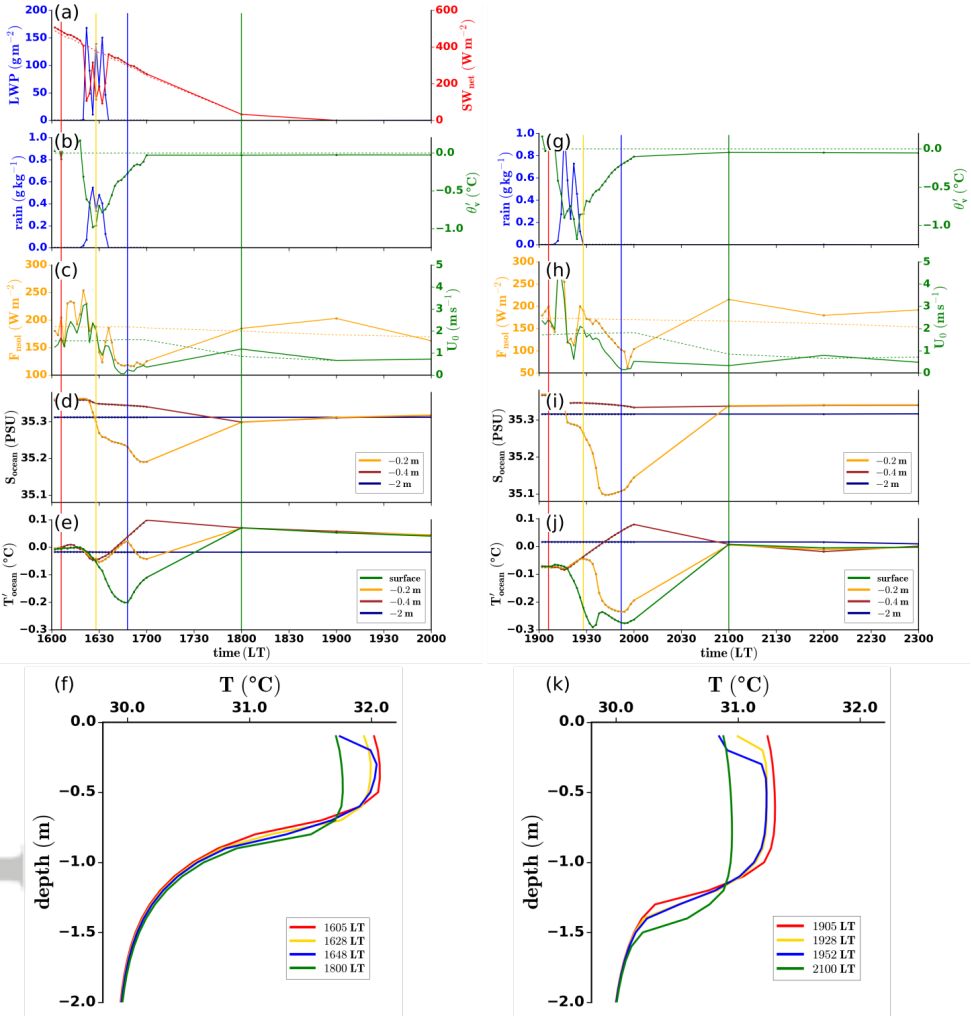 (a)
200
150
100
50
0
LWP (g m⁻²)
600
400
200
0
SW_net (W m⁻²)
(b)
1.0
0.8
0.6
0.4
0.2
0.0
rain (g kg⁻¹)
0.0
−0.5
−1.0
θ′_v (°C)
(c)
300
250
200
150
100
F_nsol (W m⁻²)
5
4
3
2
1
0
U₀ (m s⁻¹)
(d)
35.3
35.2
35.1
S_ocean (PSU)
−0.2 m
−0.4 m
−2 m
(e)
0.1
0.0
−0.1
−0.2
−0.3
T′_ocean (°C)
surface
−0.2 m
−0.4 m
−2 m
1600 1630 1700 1730 1800 1900 2000
time (LT)
(g)
1.0
0.8
0.6
0.4
0.2
0.0
rain (g kg⁻¹)
0.0
−0.5
−1.0
θ′_v (°C)
(h)
300
250
200
150
100
50
F_nsol (W m⁻²)
5
4
3
2
1
0
U₀ (m s⁻¹)
(i)
35.3
35.2
35.1
S_ocean (PSU)
−0.2 m
−0.4 m
−2 m
(j)
0.1
0.0
−0.1
−0.2
−0.3
T′_ocean (°C)
surface
−0.2 m
−0.4 m
−2 m
1900 1930 2000 2030 2100 2200 2300
time (LT)
(f)
T (°C)
30.0 31.0 32.0
0.0
−0.5
−1.0
−1.5
−2.0
depth (m)
1605 LT
1628 LT
1648 LT
1800 LT
(k)
T (°C)
30.0 31.0 32.0
0.0
−0.5
−1.0
−1.5
−2.0
depth (m)
1905 LT
1928 LT
1952 LT
2100 LT